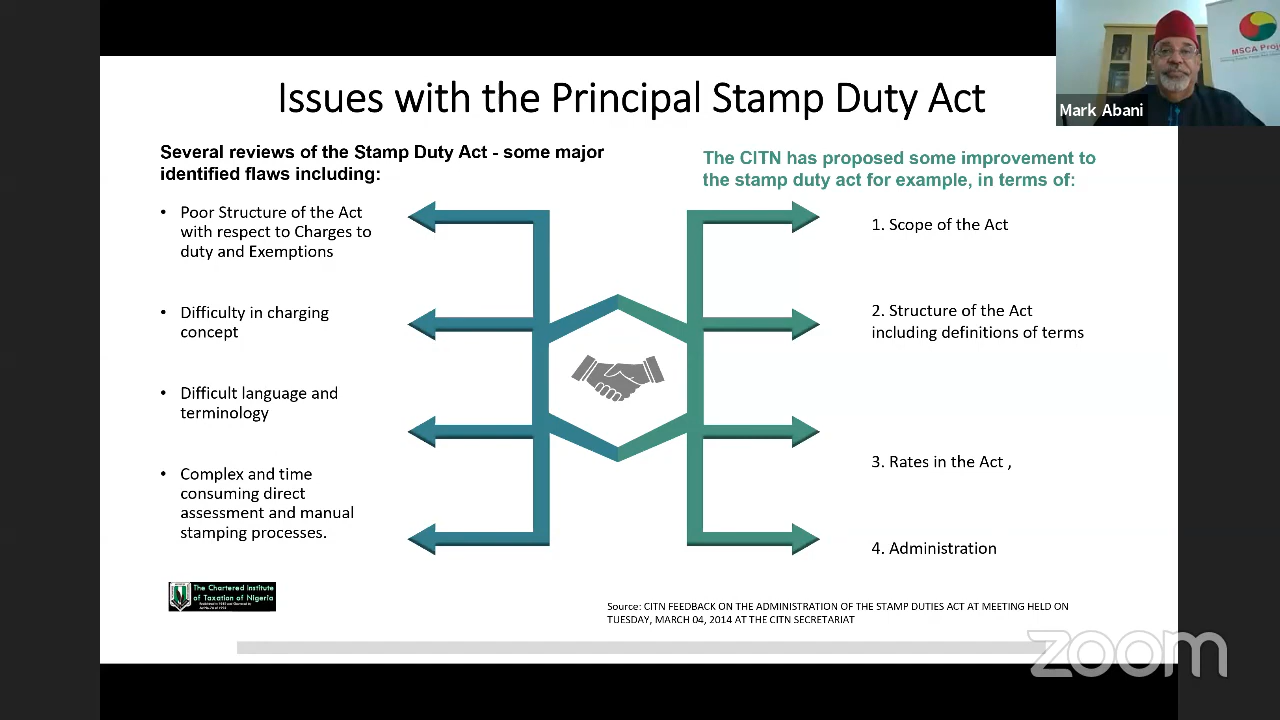 Issues with the Principal Stamp Duty Act
Several reviews of the Stamp Duty Act - some major
identified flaws including:
• Poor Structure of the Act
with respect to Charges to
duty and Exemptions
• Difficulty in charging
concept
• Difficult language and
terminology
• Complex and time
consuming direct
assessment and manual
stamping processes.
The CITN has proposed some improvement to
the stamp duty act for example, in terms of:
1. Scope of the Act
2. Structure of the Act
including definitions of terms
3. Rates in the Act ,
4. Administration
The Chartered Institute
of Taxation of Nigeria
Source: CITN FEEDBACK ON THE ADMINISTRATION OF THE STAMP DUTIES ACT AT MEETING HELD ON
TUESDAY, MARCH 04, 2014 AT THE CITN SECRETARIAT
MSCA
Mark Abani
zoom